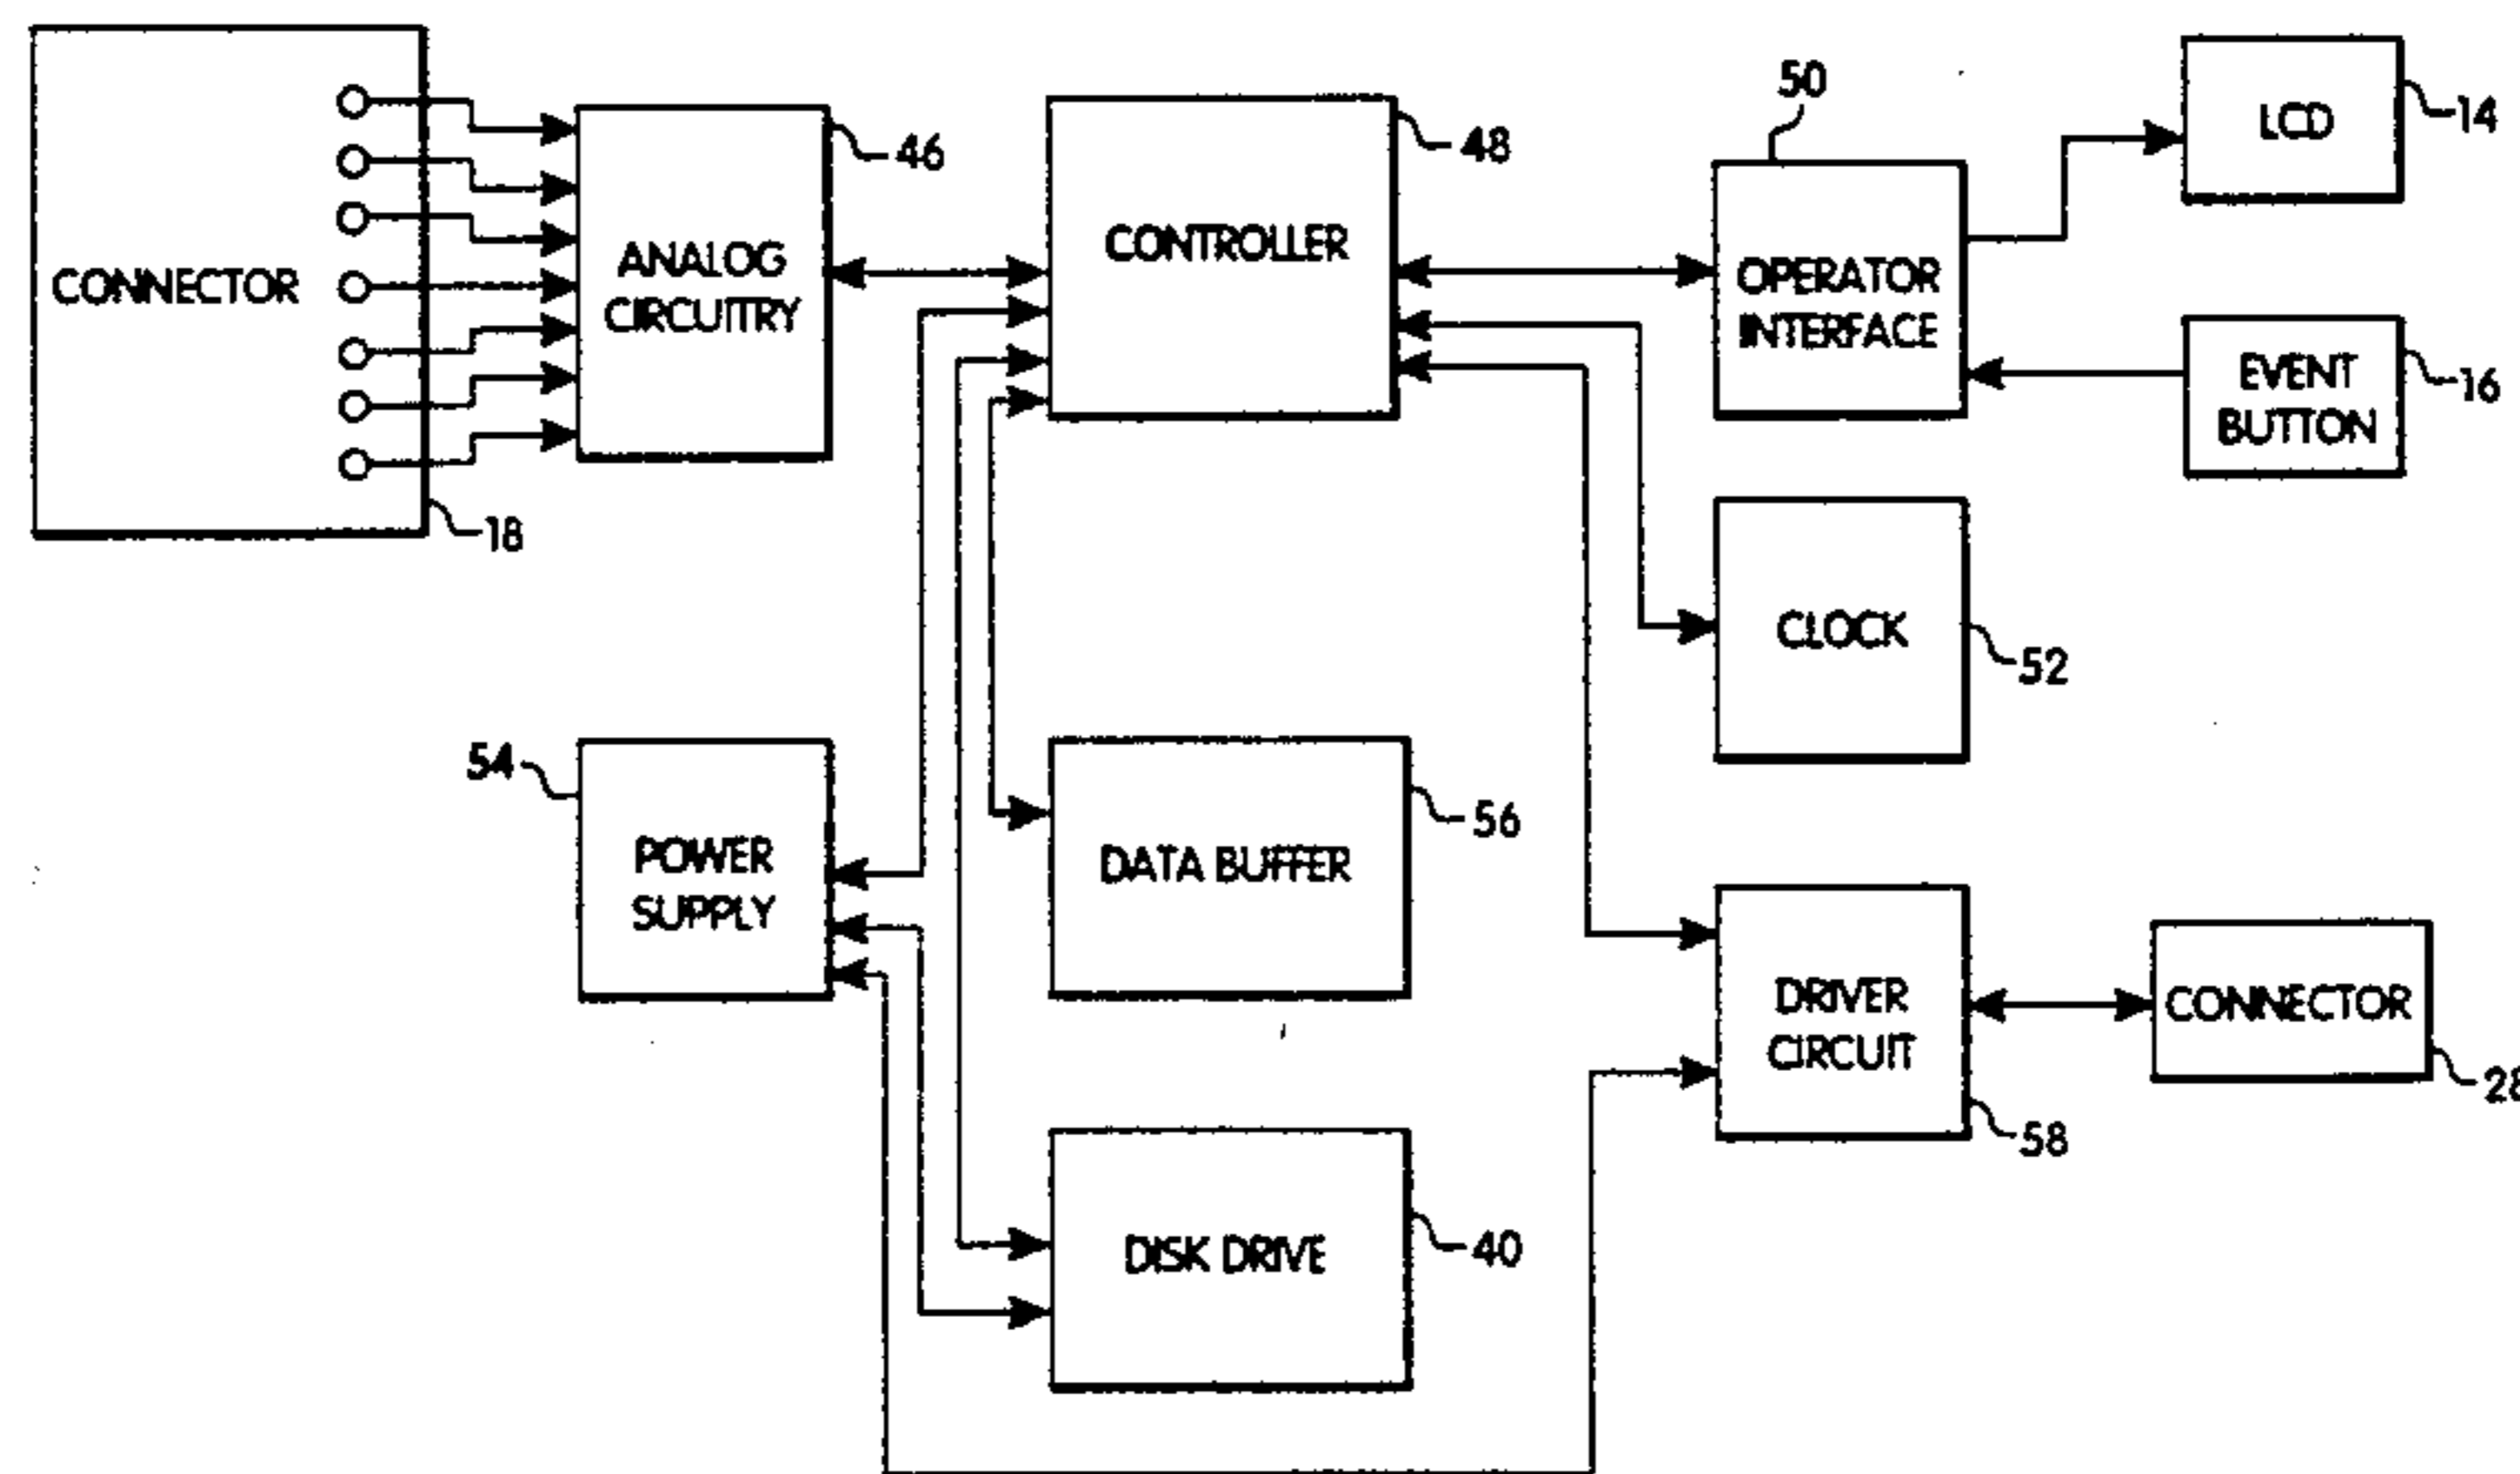 CONNECTOR
18
ANALOG
CIRCUITRY
46
CONTROLLER
48
50
OPERATOR
INTERFACE
LCD
14
EVENT
BUTTON
16
CLOCK
52
54
POWER
SUPPLY
DATA BUFFER
56
DRIVER
CIRCUIT
58
CONNECTOR
28
DISK DRIVE
40